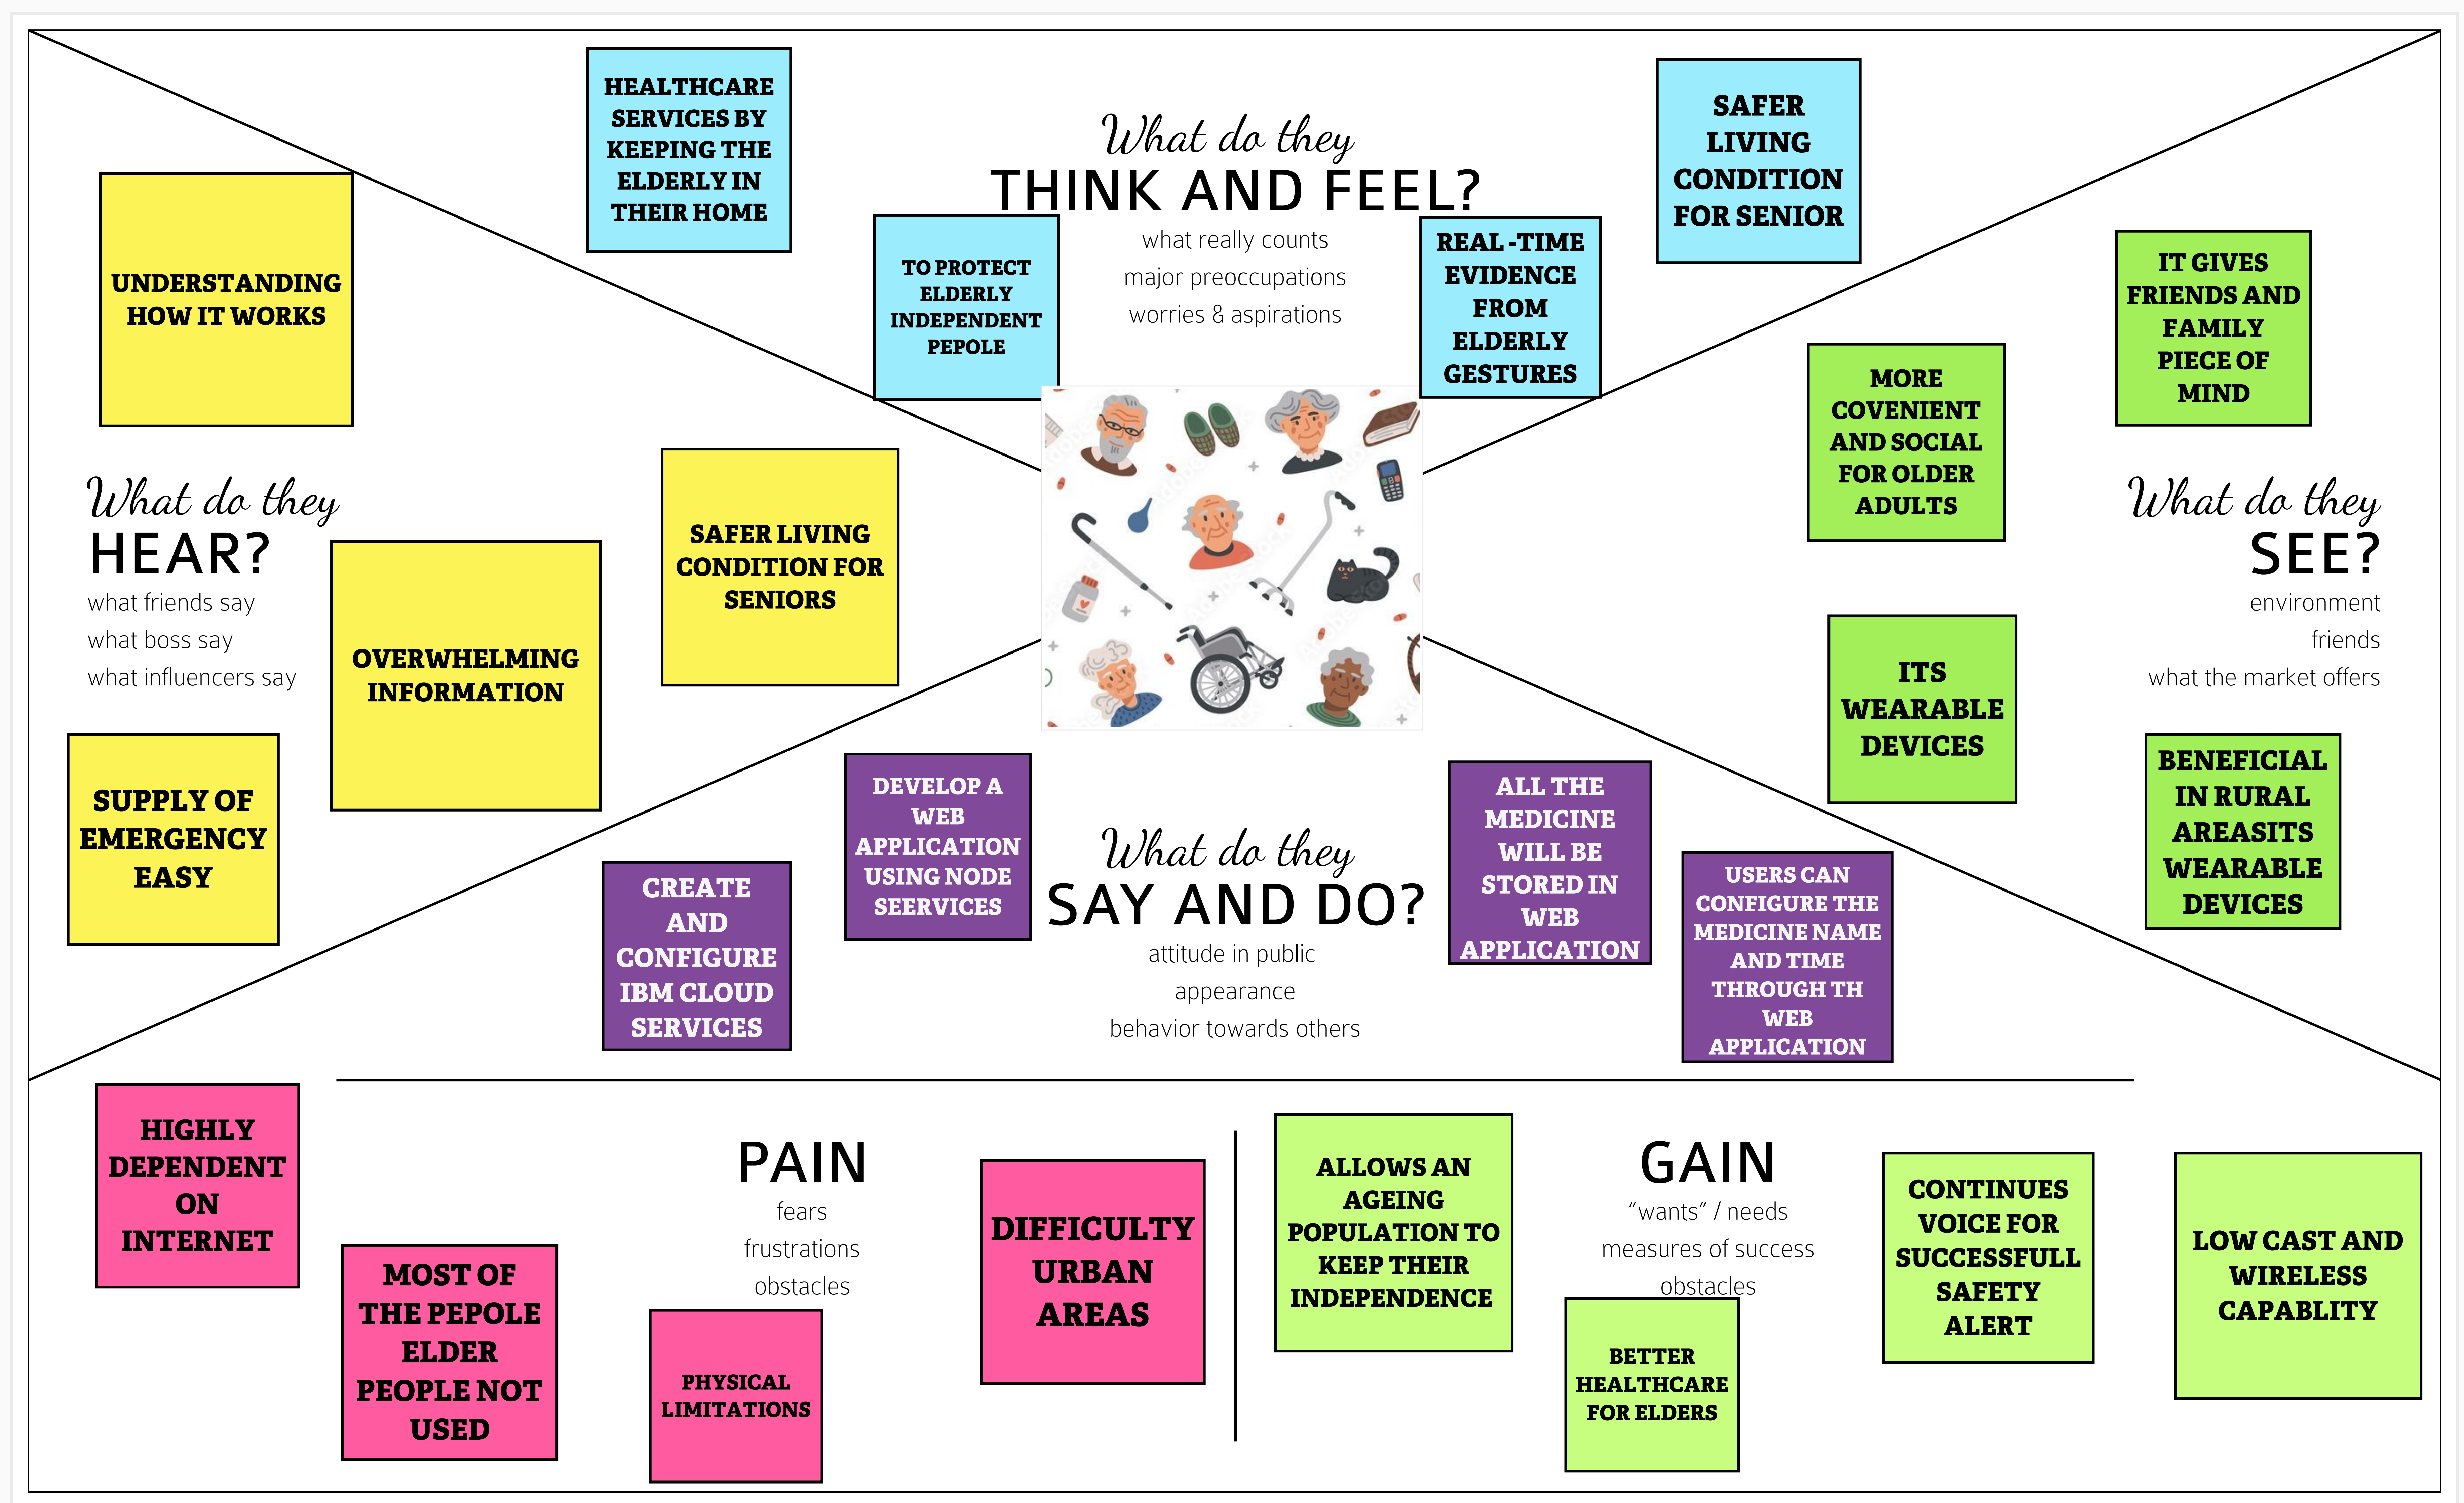 HEALTHCARE
SERVICES BY
KEEPING THE
ELDERLY IN
THEIR HOME
What do they
THINK AND FEEL?
what really counts
major preoccupations
worries & aspirations
TO PROTECT
ELDERLY
INDEPENDENT
PEPOLE
REAL -TIME
EVIDENCE
FROM
ELDERLY
GESTURES
SAFER
LIVING
CONDITION
FOR SENIOR
UNDERSTANDING
HOW IT WORKS
What do they
HEAR?
what friends say
what boss say
what influencers say
SAFER LIVING
CONDITION FOR
SENIORS
OVERWHELMING
INFORMATION
SUPPLY OF
EMERGENCY
EASY
IT GIVES
FRIENDS AND
FAMILY
PIECE OF
MIND
MORE
COVENIENT
AND SOCIAL
FOR OLDER
ADULTS
What do they
SEE?
environment
friends
what the market offers
ITS
WEARABLE
DEVICES
BENEFICIAL
IN RURAL
AREASITS
WEARABLE
DEVICES
CREATE
AND
CONFIGURE
IBM CLOUD
SERVICES
DEVELOP A
WEB
APPLICATION
USING NODE
SEERVICES
What do they
SAY AND DO?
attitude in public
appearance
behavior towards others
ALL THE
MEDICINE
WILL BE
STORED IN
WEB
APPLICATION
USERS CAN
CONFIGURE THE
MEDICINE NAME
AND TIME
THROUGH TH
WEB
APPLICATION
HIGHLY
DEPENDENT
ON
INTERNET
MOST OF
THE PEPOLE
ELDER
PEOPLE NOT
USED
PAIN
fears
frustrations
obstacles
PHYSICAL
LIMITATIONS
DIFFICULTY
URBAN
AREAS
ALLOWS AN
AGEING
POPULATION TO
KEEP THEIR
INDEPENDENCE
GAIN
“wants” / needs
measures of success
obstacles
BETTER
HEALTHCARE
FOR ELDERS
CONTINUES
VOICE FOR
SUCCESSFULL
SAFETY
ALERT
LOW CAST AND
WIRELESS
CAPABLITY